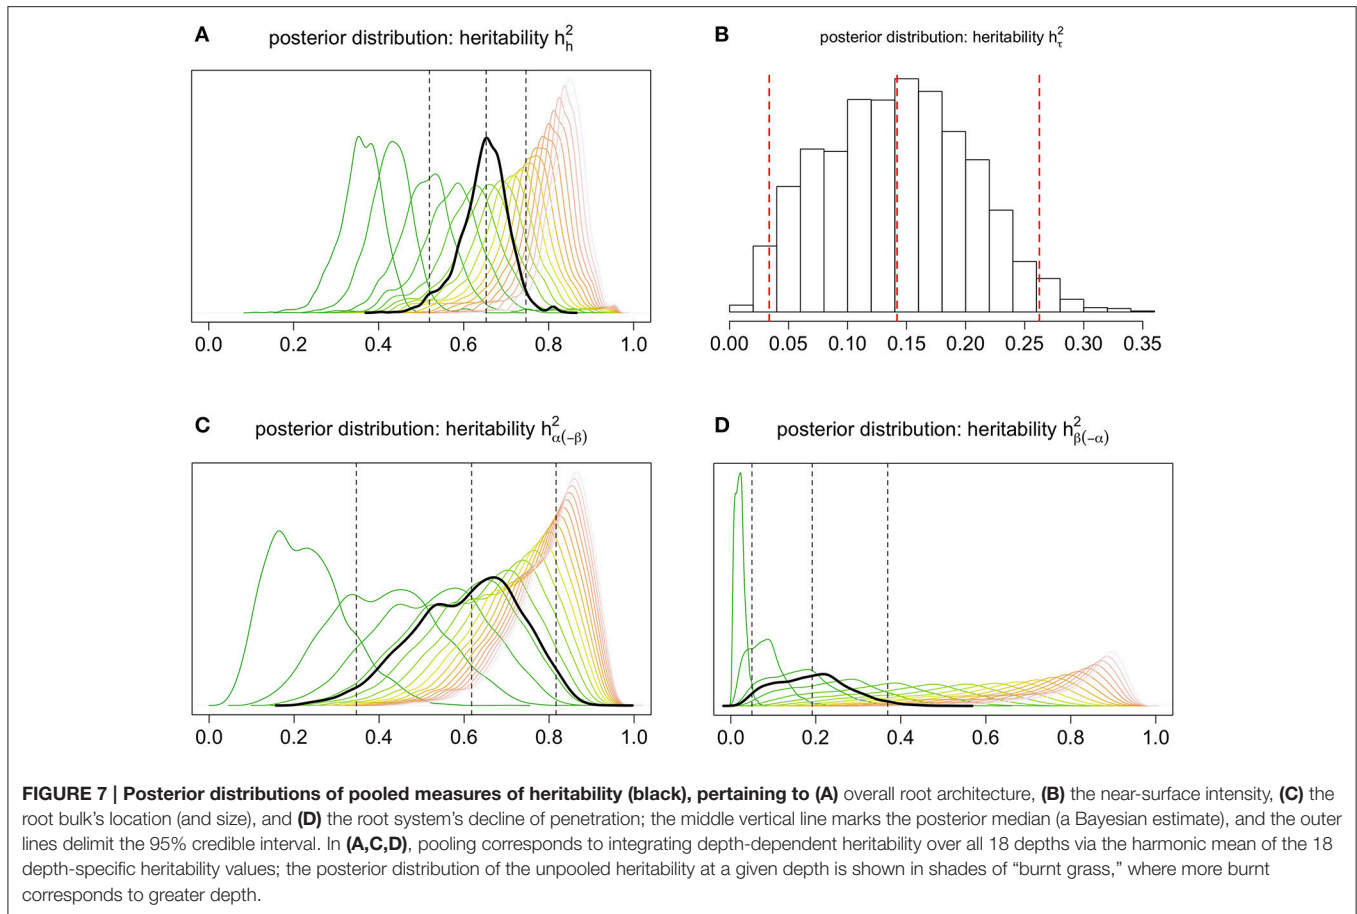 A posterior distribution: heritability h²ₕ
0.0 0.2 0.4 0.6 0.8 1.0
B posterior distribution: heritability h²_τ
0.00 0.05 0.10 0.15 0.20 0.25 0.30 0.35
C posterior distribution: heritability h²_α(−β)
0.0 0.2 0.4 0.6 0.8 1.0
D posterior distribution: heritability h²_β(−α)
0.0 0.2 0.4 0.6 0.8 1.0
FIGURE 7 | Posterior distributions of pooled measures of heritability (black), pertaining to (A) overall root architecture, (B) the near-surface intensity, (C) the
root bulk's location (and size), and (D) the root system's decline of penetration; the middle vertical line marks the posterior median (a Bayesian estimate), and the outer
lines delimit the 95% credible interval. In (A,C,D), pooling corresponds to integrating depth-dependent heritability over all 18 depths via the harmonic mean of the 18
depth-specific heritability values; the posterior distribution of the unpooled heritability at a given depth is shown in shades of “burnt grass,” where more burnt
corresponds to greater depth.